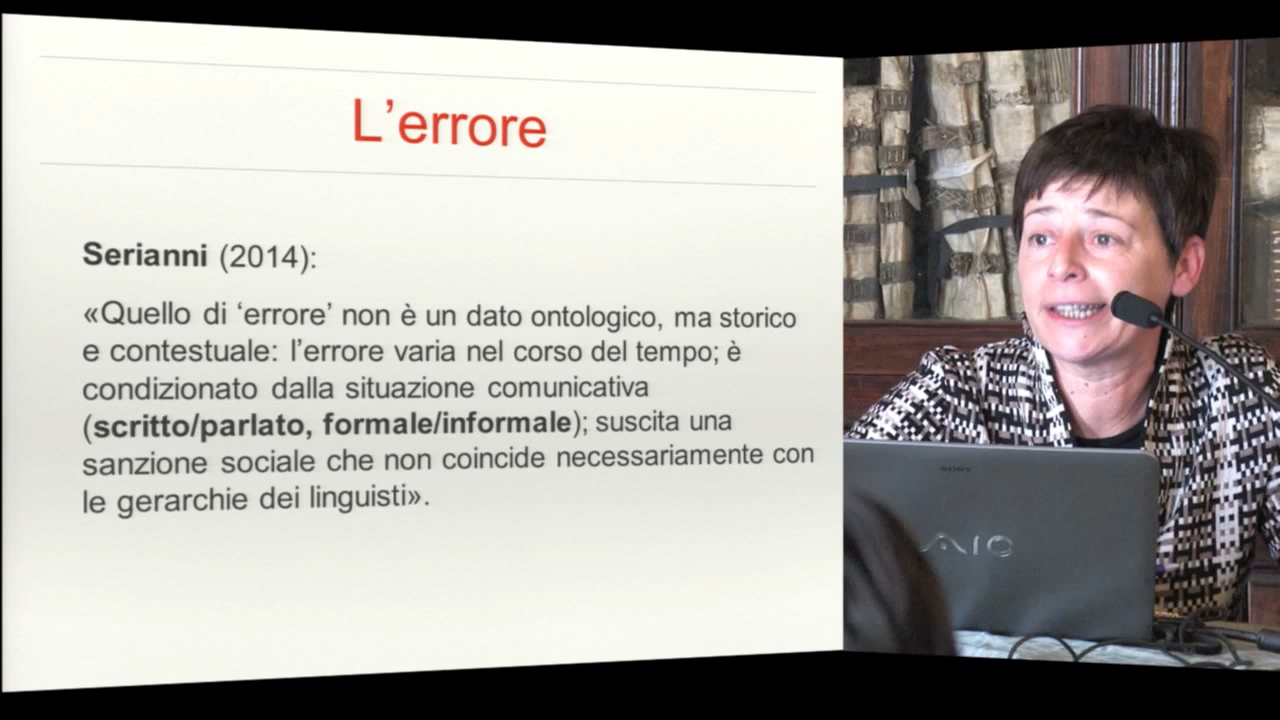 L’errore
Serianni (2014):
«Quello di ‘errore’ non è un dato ontologico, ma storico
e contestuale: l’errore varia nel corso del tempo; è
condizionato dalla situazione comunicativa
(scritto/parlato, formale/informale); suscita una
sanzione sociale che non coincide necessariamente con
le gerarchie dei linguisti».
SONY
VAIO